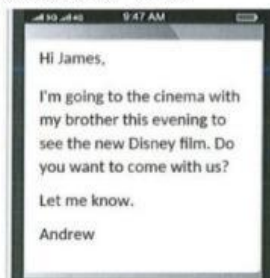 9:47 AM
Hi James,
I'm going to the cinema with
my brother this evening to
see the new Disney film. Do
you want to come with us?
Let me know.
Andrew